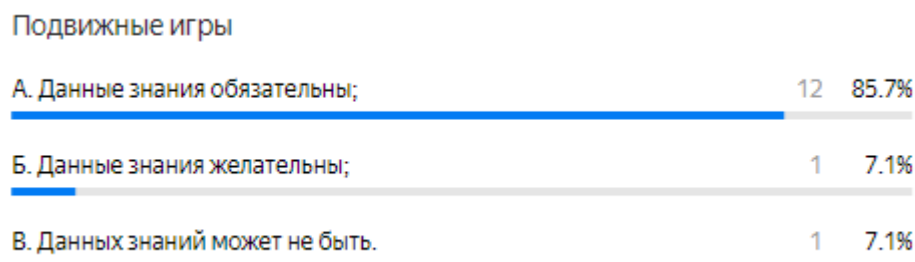 Подвижные игры
А. Данные знания обязательны; 12 85.7%
Б. Данные знания желательны; 1 7.1%
В. Данных знаний может не быть. 1 7.1%